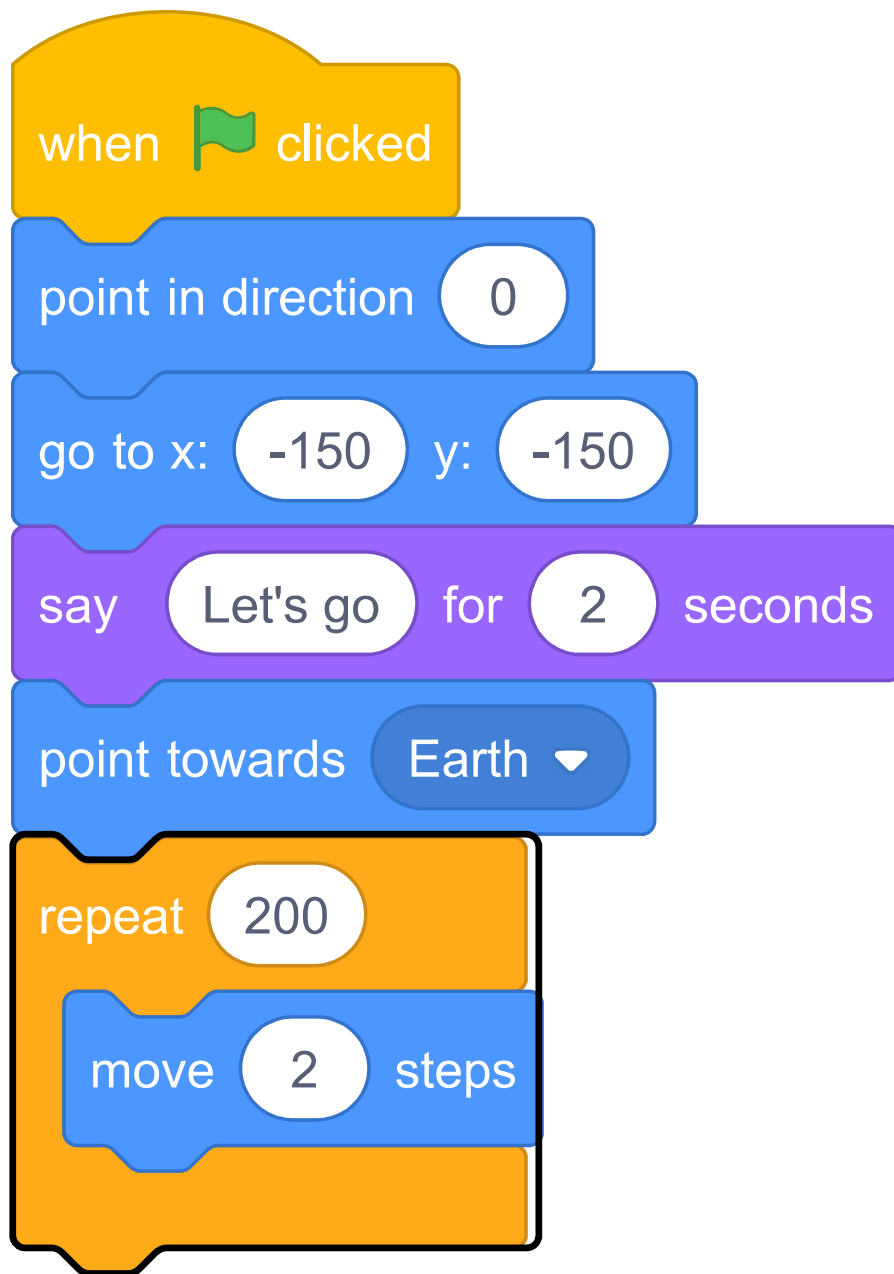 when clicked
point in direction 0
go to x: -150 y: -150
say Let's go for 2 seconds
point towards Earth
repeat 200
move 2 steps